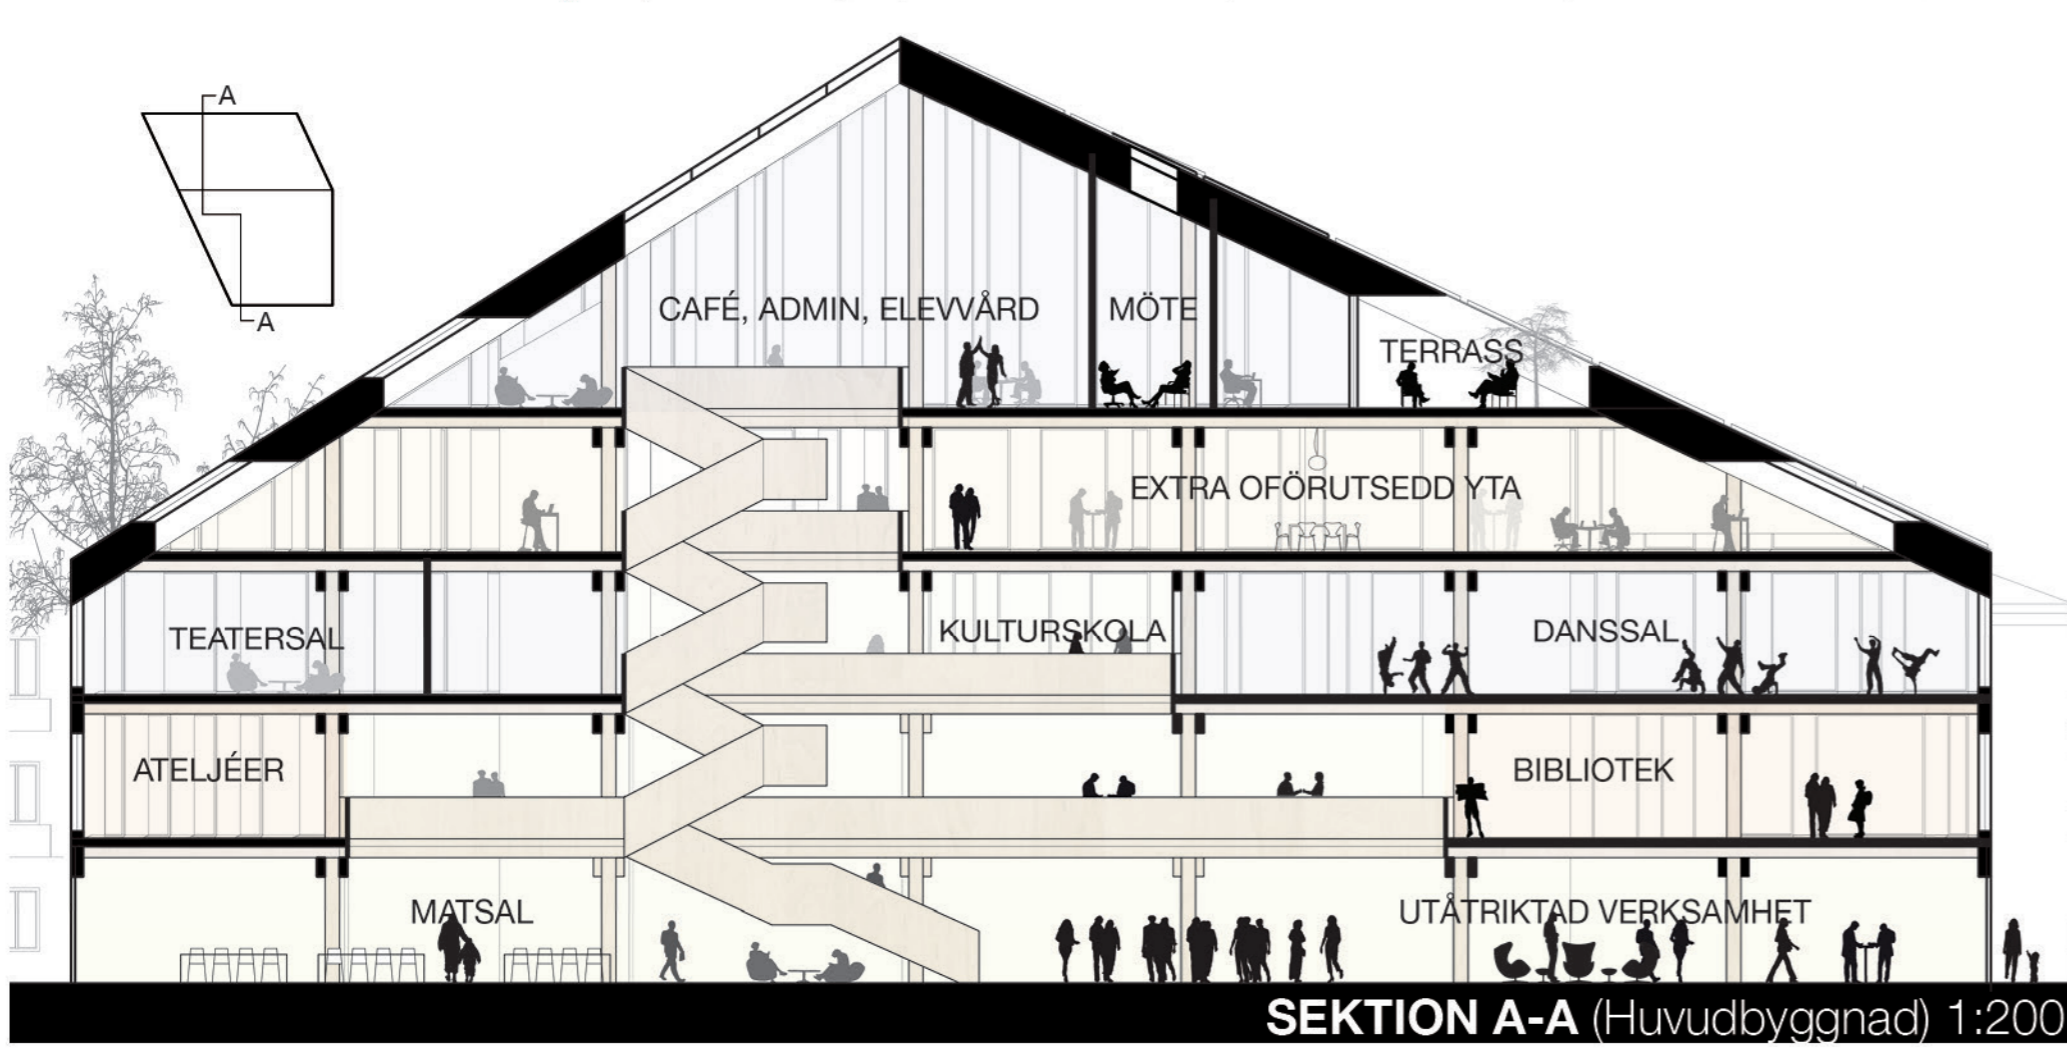 A
A
CAFÉ, ADMIN, ELEVVÅRD
MÖTE
TERRASS
EXTRA OFÖRUTSEDD YTA
TEATERSAL
KULTURSKOLA
DANSSAL
ATELJÉER
BIBLIOTEK
MATSAL
UTÅTRIKTAD VERKSAMHET
SEKTION A-A (Huvudbyggnad) 1:200